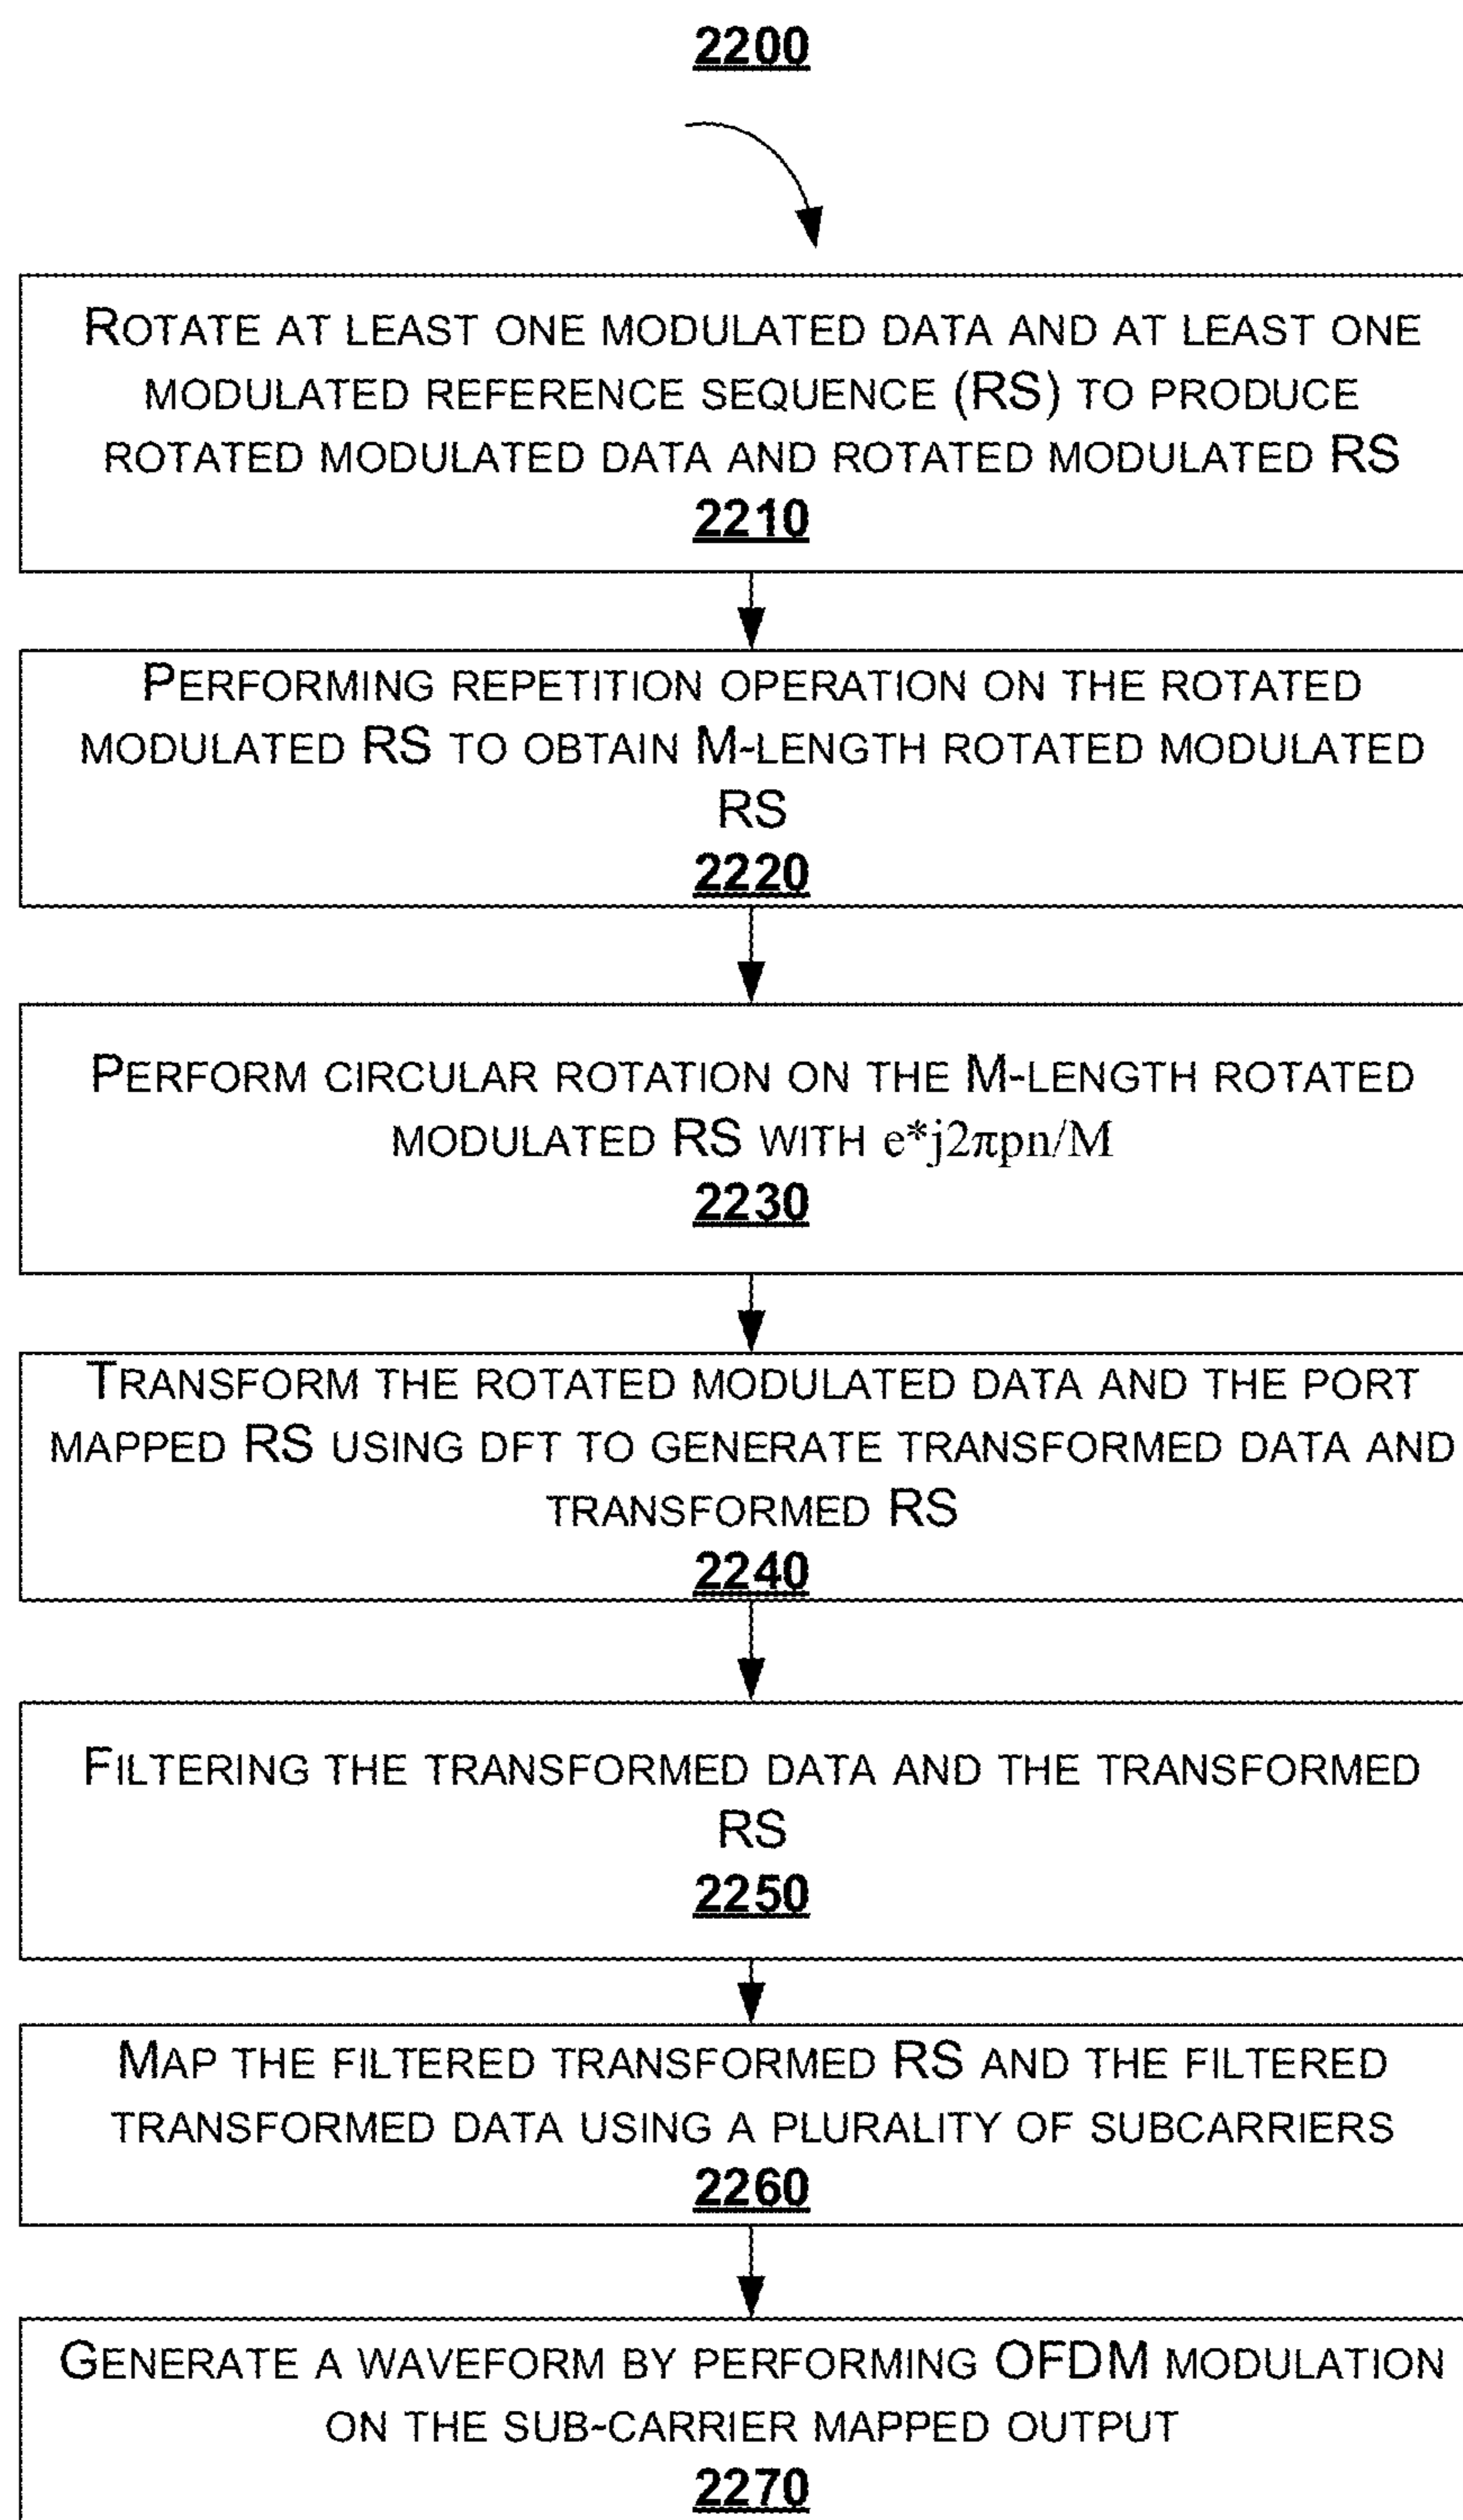 2200
ROTATE AT LEAST ONE MODULATED DATA AND AT LEAST ONE
MODULATED REFERENCE SEQUENCE (RS) TO PRODUCE
ROTATED MODULATED DATA AND ROTATED MODULATED RS
2210
PERFORMING REPETITION OPERATION ON THE ROTATED
MODULATED RS TO OBTAIN M-LENGTH ROTATED MODULATED
RS
2220
PERFORM CIRCULAR ROTATION ON THE M-LENGTH ROTATED
MODULATED RS WITH e*j2πpn/M
2230
TRANSFORM THE ROTATED MODULATED DATA AND THE PORT
MAPPED RS USING DFT TO GENERATE TRANSFORMED DATA AND
TRANSFORMED RS
2240
FILTERING THE TRANSFORMED DATA AND THE TRANSFORMED
RS
2250
MAP THE FILTERED TRANSFORMED RS AND THE FILTERED
TRANSFORMED DATA USING A PLURALITY OF SUBCARRIERS
2260
GENERATE A WAVEFORM BY PERFORMING OFDM MODULATION
ON THE SUB-CARRIER MAPPED OUTPUT
2270